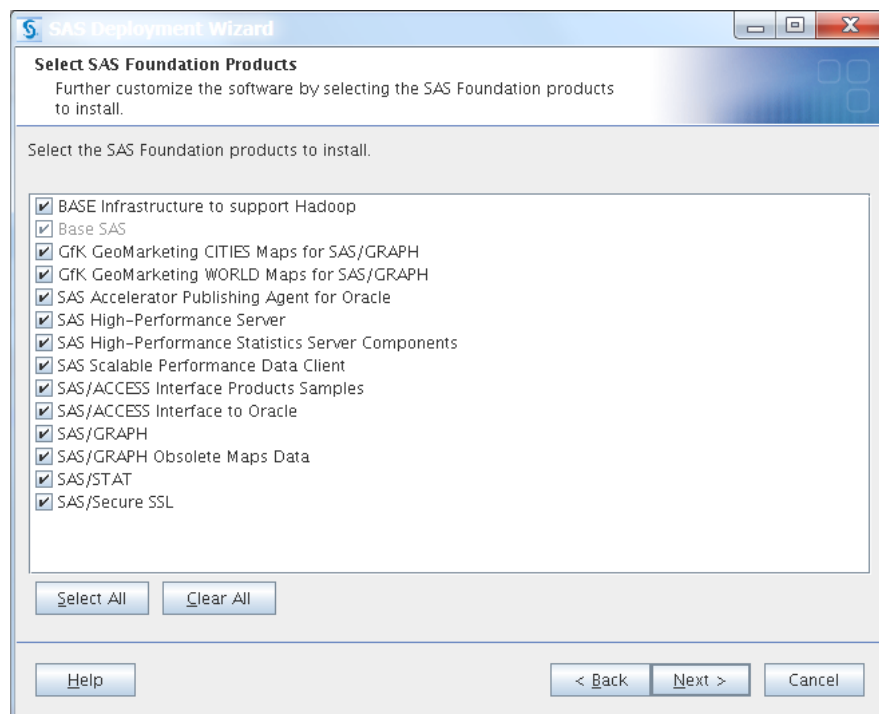 SAS Deployment Wizard
Select SAS Foundation Products
Further customize the software by selecting the SAS Foundation products
to install.
Select the SAS Foundation products to install.
BASE Infrastructure to support Hadoop
Base SAS
GfK GeoMarketing CITIES Maps for SAS/GRAPH
GfK GeoMarketing WORLD Maps for SAS/GRAPH
SAS Accelerator Publishing Agent for Oracle
SAS High-Performance Server
SAS High-Performance Statistics Server Components
SAS Scalable Performance Data Client
SAS/ACCESS Interface Products Samples
SAS/ACCESS Interface to Oracle
SAS/GRAPH
SAS/GRAPH Obsolete Maps Data
SAS/STAT
SAS/Secure SSL
Select All Clear All
Help < Back Next > Cancel